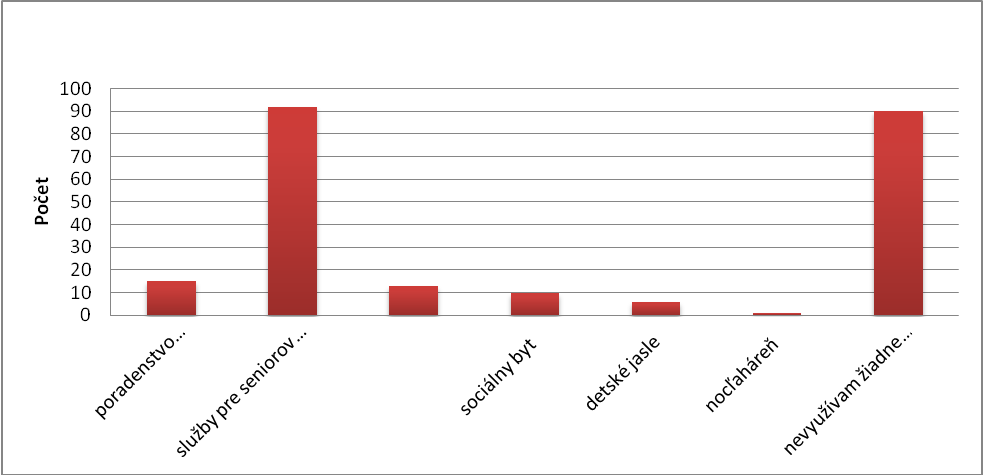 Počet
100
90
80
70
60
50
40
30
20
10
0
poradenstvo…
služby pre seniorov…
sociálny byt
detské jasle
nocľaháreň
nevyužívam žiadne…